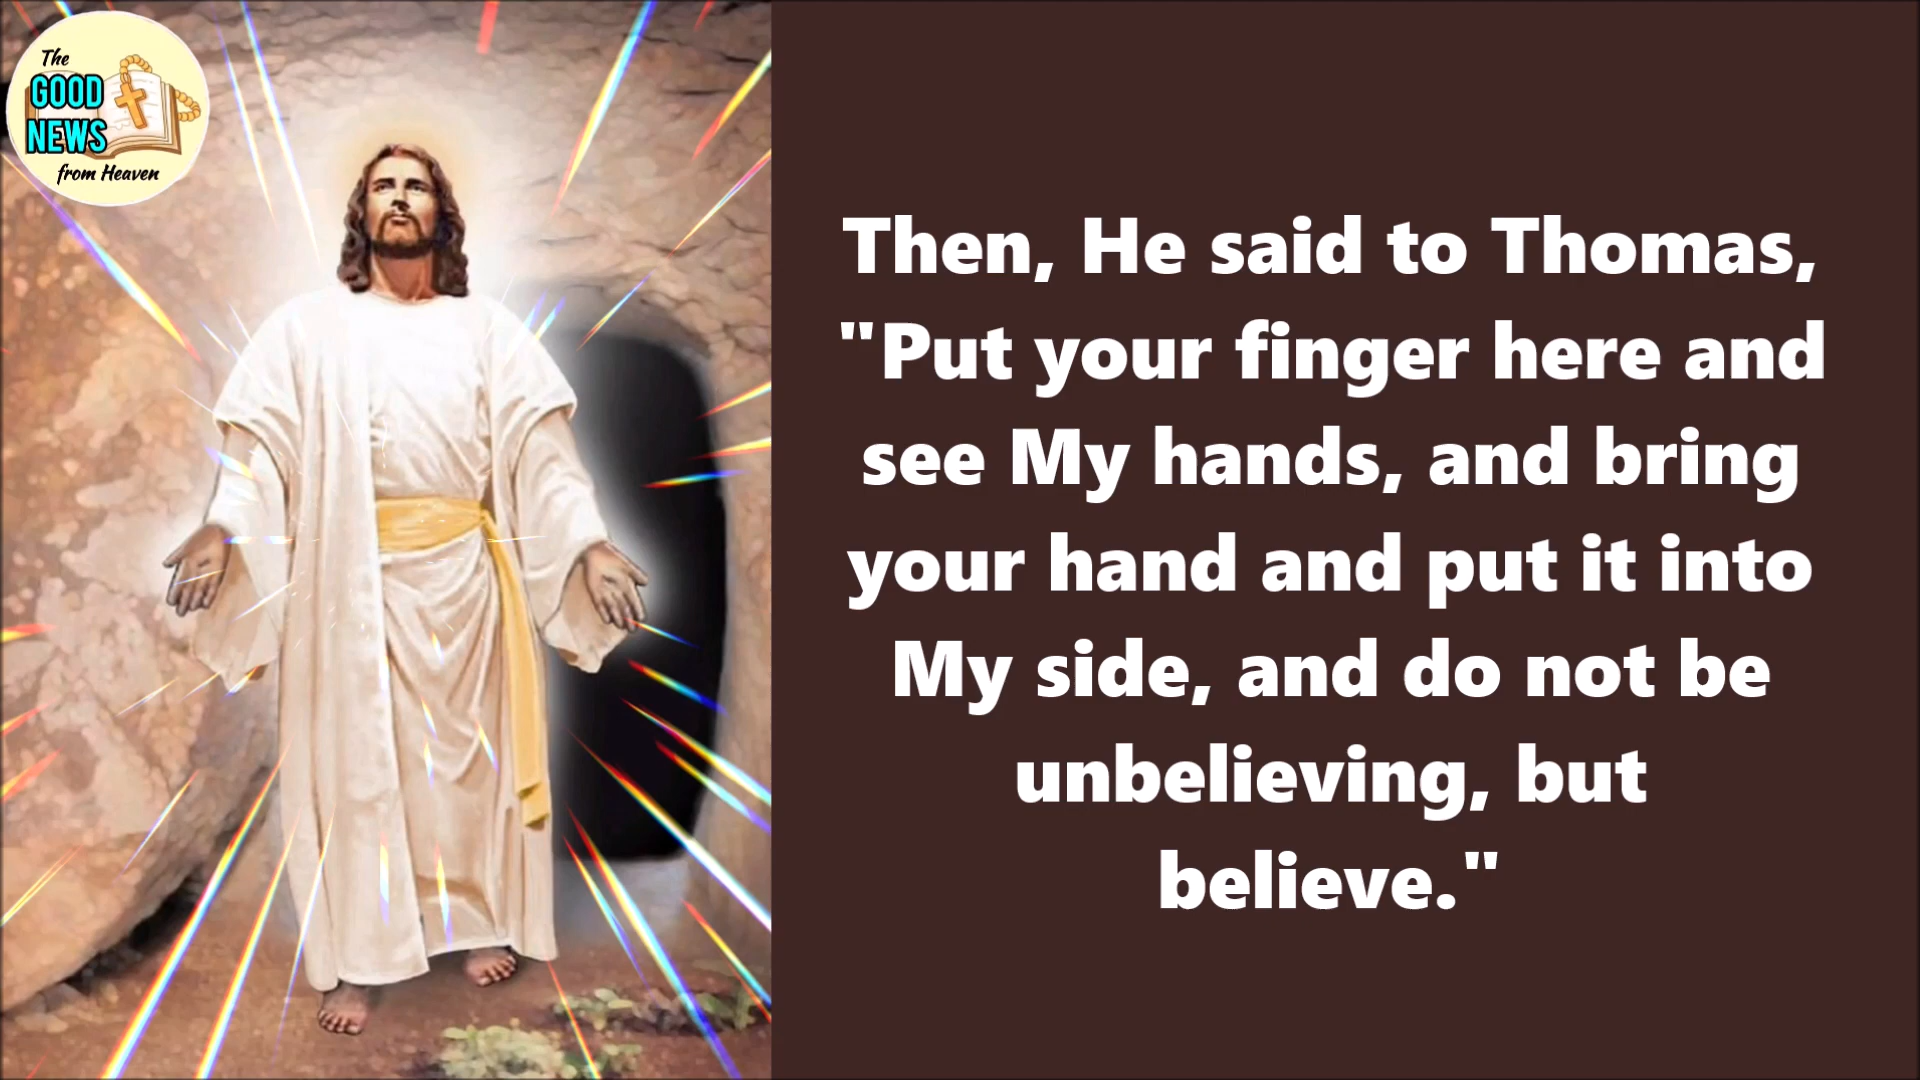 The
GOOD
NEWS
from Heaven
Then, He said to Thomas,
"Put your finger here and
see My hands, and bring
your hand and put it into
My side, and do not be
unbelieving, but
believe."